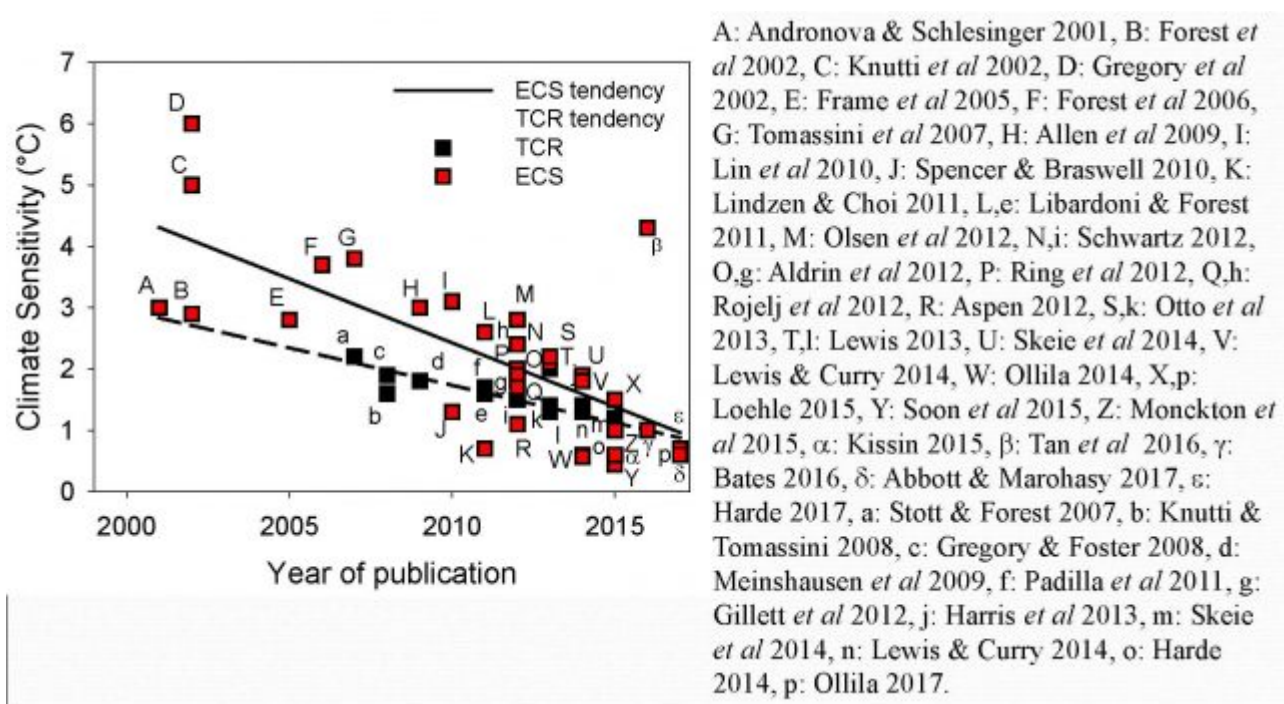 7
6
5
4
3
2
1
0
Climate Sensitivity (°C)
2000 2005 2010 2015
Year of publication
ECS tendency
TCR tendency
TCR
ECS
D
C
A
B
E
F
G
H
I
J
K
L
M
h
N
P
O
S
T
U
V
X
g
Q
f
e
d
a
c
b
i
R
k
l
n
m
W
o
Z
α
Y
β
γ
p
ε
δ
A: Andronova & Schlesinger 2001, B: Forest et
al 2002, C: Knutti et al 2002, D: Gregory et al
2002, E: Frame et al 2005, F: Forest et al 2006,
G: Tomassini et al 2007, H: Allen et al 2009, I:
Lin et al 2010, J: Spencer & Braswell 2010, K:
Lindzen & Choi 2011, L,e: Libardoni & Forest
2011, M: Olsen et al 2012, N,i: Schwartz 2012,
O,g: Aldrin et al 2012, P: Ring et al 2012, Q,h:
Rojelj et al 2012, R: Aspen 2012, S,k: Otto et al
2013, T,l: Lewis 2013, U: Skeie et al 2014, V:
Lewis & Curry 2014, W: Ollila 2014, X,p:
Loehle 2015, Y: Soon et al 2015, Z: Monckton
et al 2015, α: Kissin 2015, β: Tan et al 2016, γ:
Bates 2016, δ: Abbott & Marohasy 2017, ε:
Harde 2017, a: Stott & Forest 2007, b: Knutti &
Tomassini 2008, c: Gregory & Foster 2008, d:
Meinshausen et al 2009, f: Padilla et al 2011, g:
Gillett et al 2012, j: Harris et al 2013, m: Skeie
et al 2014, n: Lewis & Curry 2014, o: Harde
2014, p: Ollila 2017.